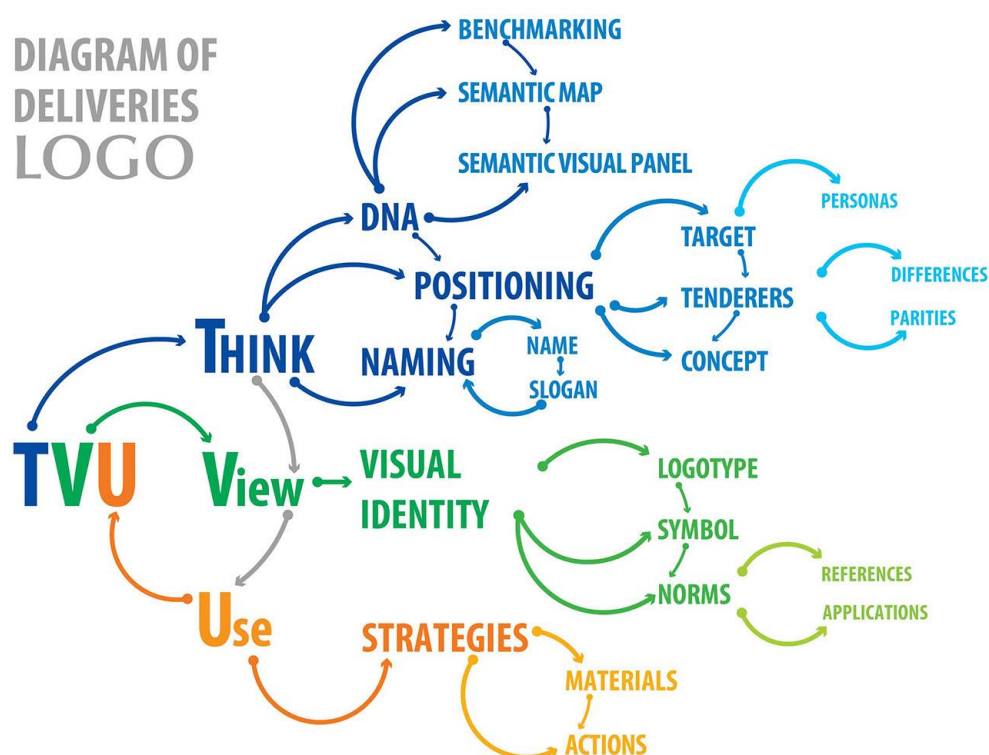 DIAGRAM OF
DELIVERIES
LOGO
BENCHMARKING
SEMANTIC MAP
SEMANTIC VISUAL PANEL
DNA
POSITIONING
PERSONAS
TARGET
DIFFERENCES
TENDERERS
PARITIES
CONCEPT
THINK
NAMING
NAME
SLOGAN
TVU
View
VISUAL
IDENTITY
LOGOTYPE
SYMBOL
NORMS
REFERENCES
APPLICATIONS
Use
STRATEGIES
MATERIALS
ACTIONS